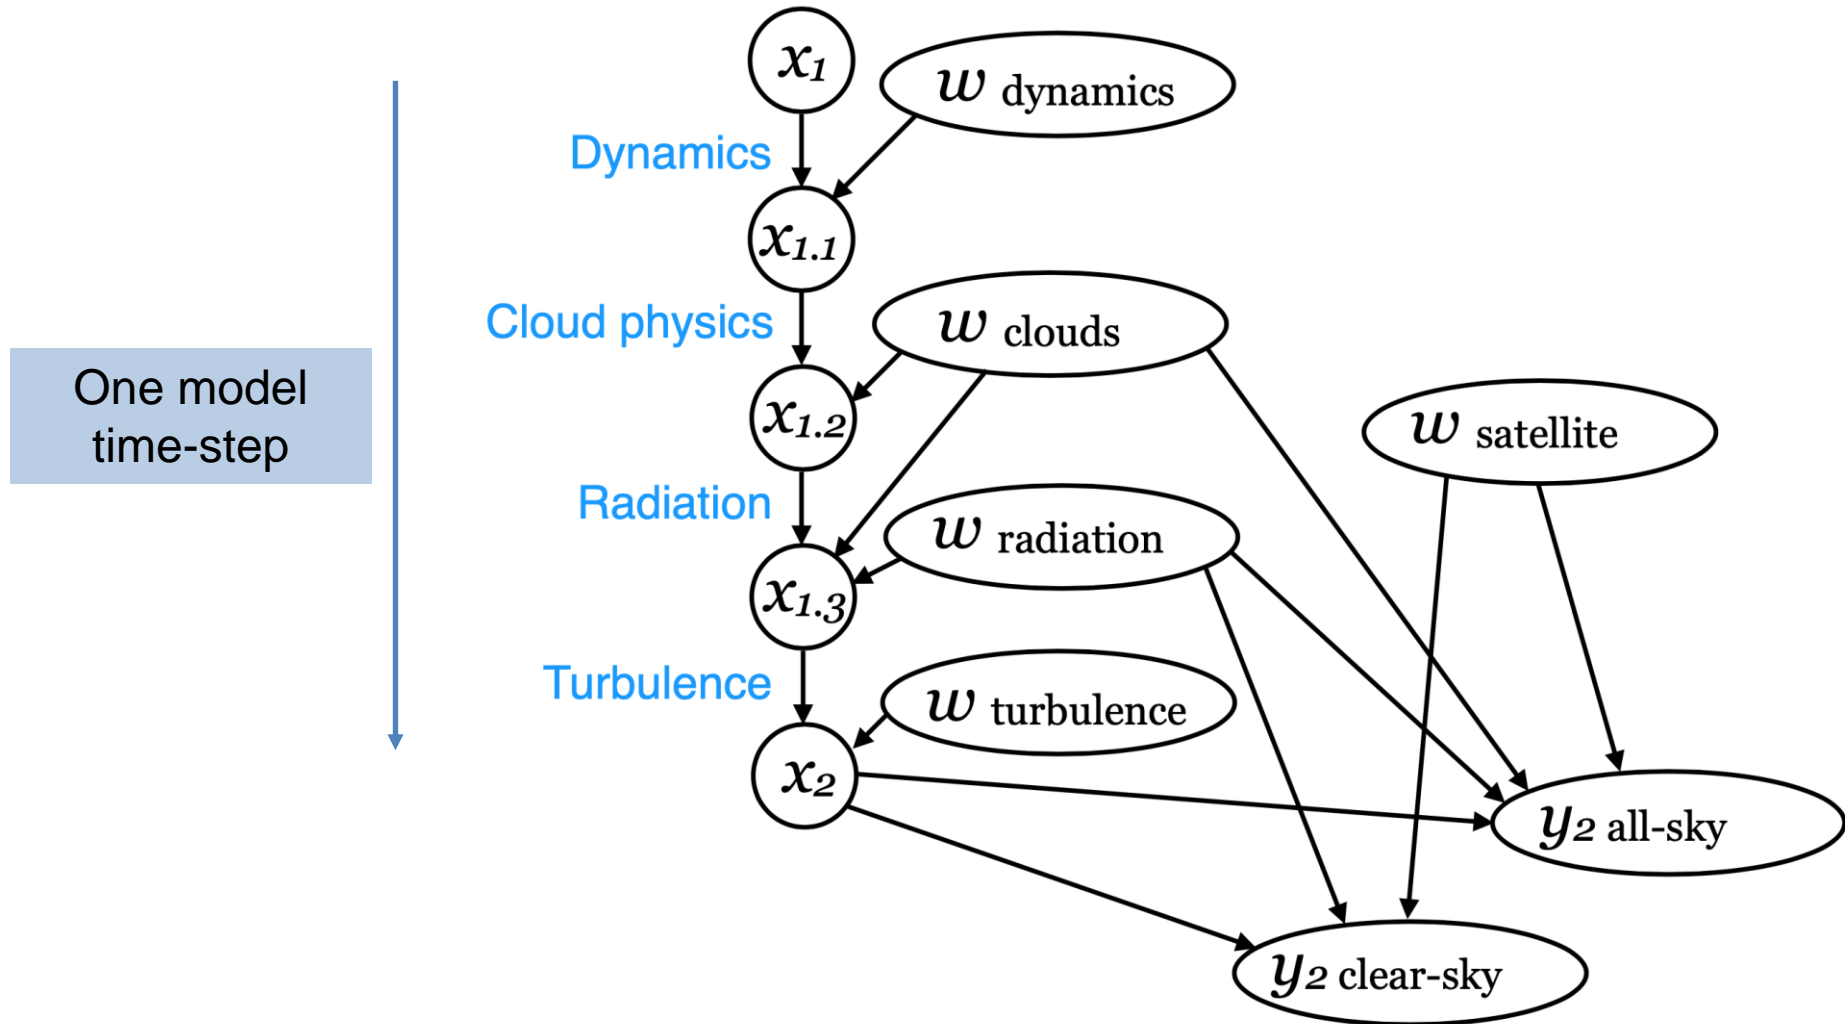 x1
w dynamics
Dynamics
x1.1
Cloud physics
w clouds
One model
time-step
x1.2
w satellite
Radiation
w radiation
x1.3
Turbulence
w turbulence
x2
y2 all-sky
y2 clear-sky